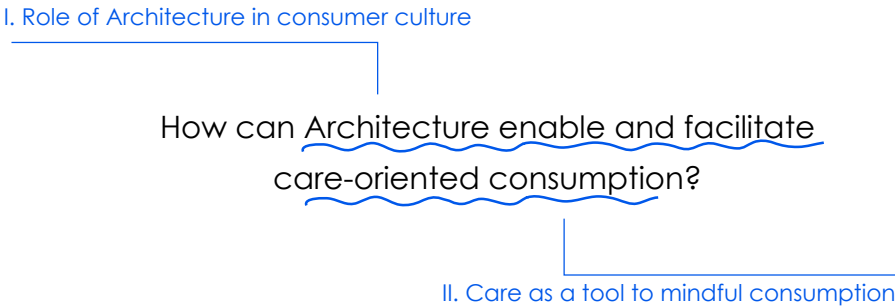 I. Role of Architecture in consumer culture
How can Architecture enable and facilitate
care-oriented consumption?
II. Care as a tool to mindful consumption